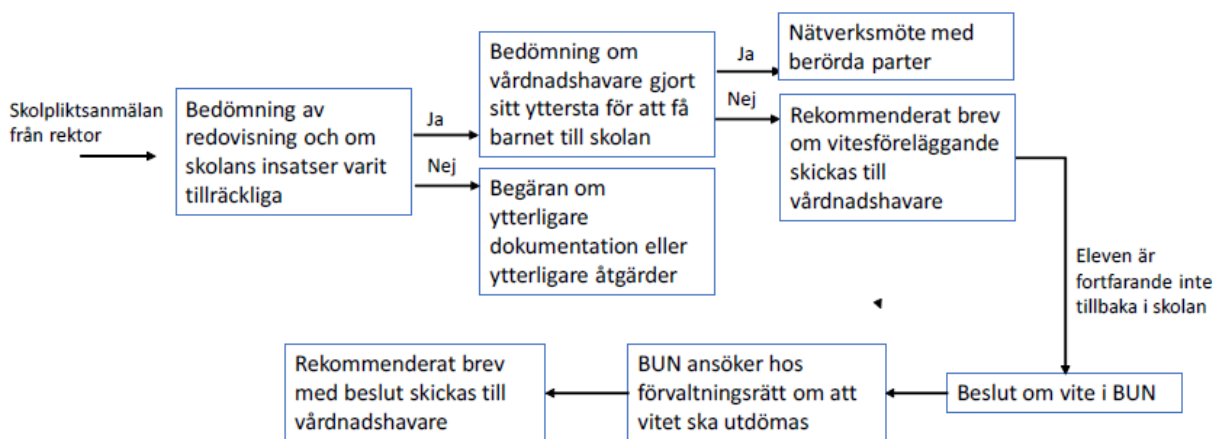 Skolpliktsanmälan
från rektor
Bedömning av
redovisning och om
skolans insatser varit
tillräckliga
Ja
Nej
Bedömning om
vårdnadshavare gjort
sitt yttersta för att få
barnet till skolan
Begäran om
ytterligare
dokumentation eller
ytterligare åtgärder
Ja
Nej
Nätverksmöte med
berörda parter
Rekommenderat brev
om vitesföreläggande
skickas till
vårdnadshavare
Eleven är
fortfarande inte
tillbaka i skolan
Beslut om vite i BUN
BUN ansöker hos
förvaltningsrätt om att
vitet ska utdömas
Rekommenderat brev
med beslut skickas till
vårdnadshavare